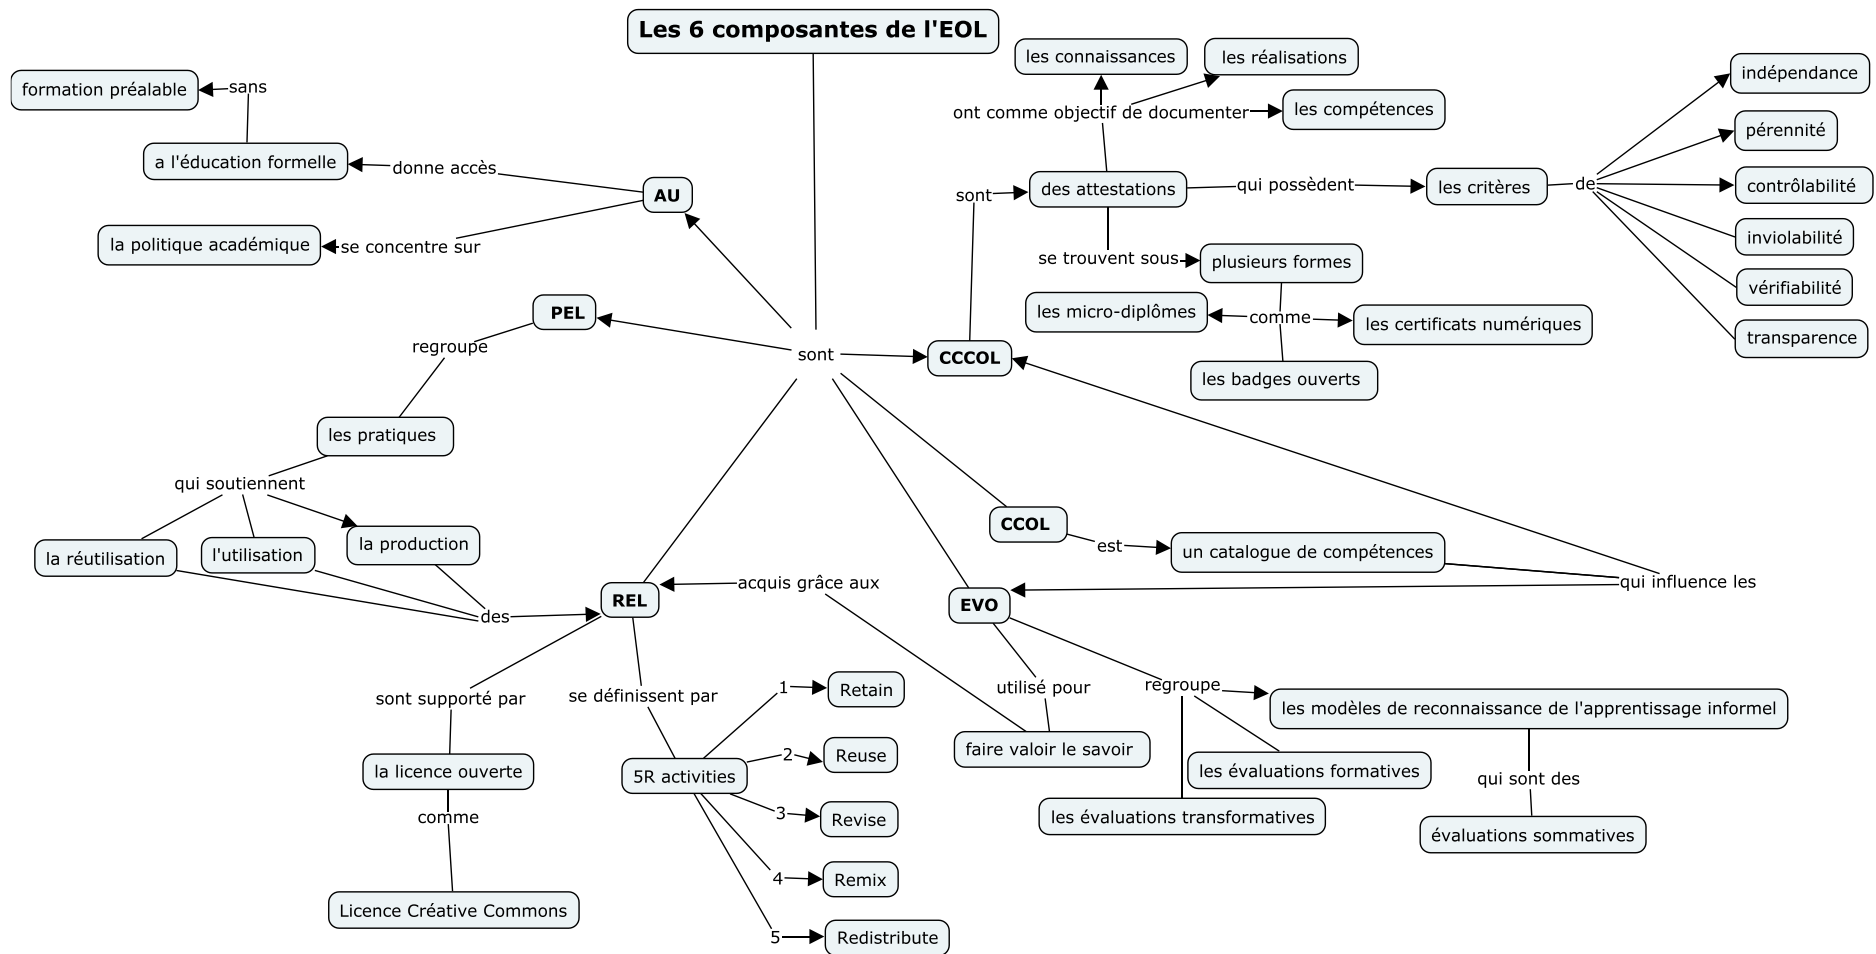 Les 6 composantes de l'EOL
les connaissances
les réalisations
ont comme objectif de documenter
les compétences
indépendance
pérennité
contrôlabilité
inviolabilité
vérifiabilité
transparence
formation préalable
sans
a l'éducation formelle
donne accès
AU
la politique académique
se concentre sur
sont
des attestations
qui possèdent
les critères
de
se trouvent sous
plusieurs formes
les micro-diplômes
comme
les certificats numériques
les badges ouverts
PEL
regroupe
sont
CCCOL
les pratiques
qui soutiennent
la réutilisation
l'utilisation
la production
des
CCOL
est
un catalogue de compétences
qui influence les
REL
acquis grâce aux
EVO
sont supporté par
se définissent par
1
Retain
utilisé pour
regroupe
les modèles de reconnaissance de l'apprentissage informel
la licence ouverte
5R activities
2
Reuse
faire valoir le savoir
les évaluations formatives
qui sont des
comme
3
Revise
les évaluations transformatives
évaluations sommatives
4
Remix
Licence Créative Commons
5
Redistribute